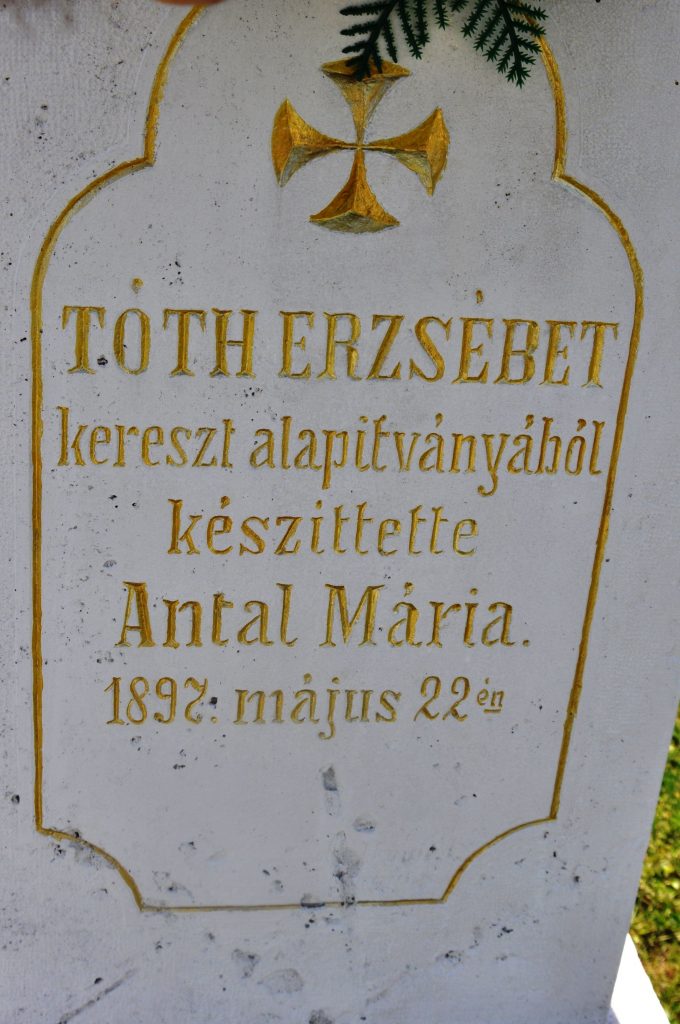 TÓTH ERZSÉBET
kereszt alapitványából
készittette
Antal Mária.
1897. május 22én